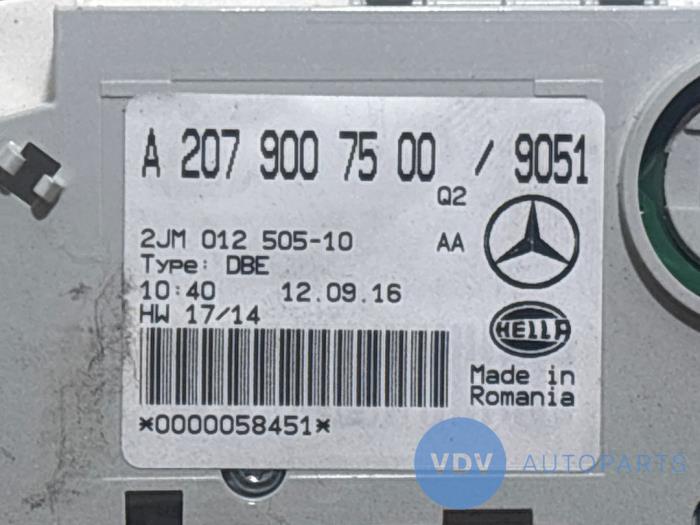 A 207 900 75 00 / 9051
Q2
2JM 012 505-10 AA
Type: DBE
10:40 12.09.16
HW 17/14
HELLA
Made in
Romania
*0000058451*
VDV AUTOPARTS